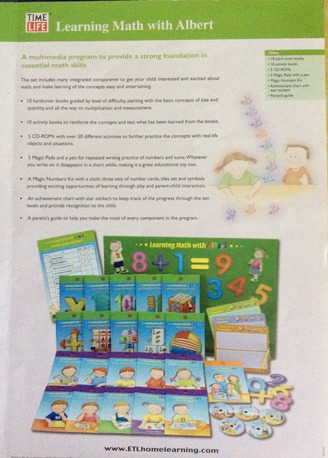 TIME LIFE
Learning Math with Albert
A multimedia program to provide a strong foundation in
essential math skills
The set includes many integrated components to get your child interested and excited about
math, and make learning of the concepts easy and entertaining.
• 10 hardcover books graded by level of difficulty, starting with the basic concepts of size and
quantity, and all the way to multiplication and measurement.
• 10 activity books to reinforce the concepts and test what has been learned from the books.
• 5 CD-ROMs with over 50 different activities to further practice the concepts with real-life
objects and situations.
• 3 Magic Pads and a pen for repeated writing practice of numbers and sums. Whatever
you write on it disappears in a short while, making it a great educational toy too.
• A Magic Numbers Kit with a cloth, three sets of number cards, tiles set and symbols
providing exciting opportunities of learning through play and parent-child interaction.
• An achievement chart with star stickers to keep track of the progress through the set
levels and provide recognition to the child.
• A parent's guide to help you make the most of every component in the program.
• 10 hard cover books
• 10 activity books
• 5 CD-ROMs
• 3 Magic Pads with a pen
• Magic Numbers Kit
• Achievement chart with
star stickers
• Parent's guide
Learning Math with Albert
8+1=9
345
www.ETLhomelearning.com